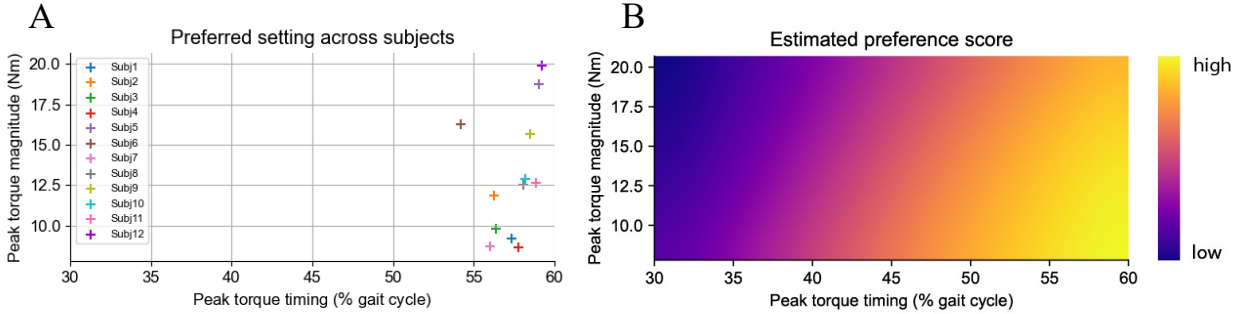 A
Preferred setting across subjects
Peak torque magnitude (Nm)
20.0
17.5
15.0
12.5
10.0
Subj1
Subj2
Subj3
Subj4
Subj5
Subj6
Subj7
Subj8
Subj9
Subj10
Subj11
Subj12
30 35 40 45 50 55 60
Peak torque timing (% gait cycle)
B
Estimated preference score
Peak torque magnitude (Nm)
20.0
17.5
15.0
12.5
10.0
30 35 40 45 50 55 60
Peak torque timing (% gait cycle)
high
low